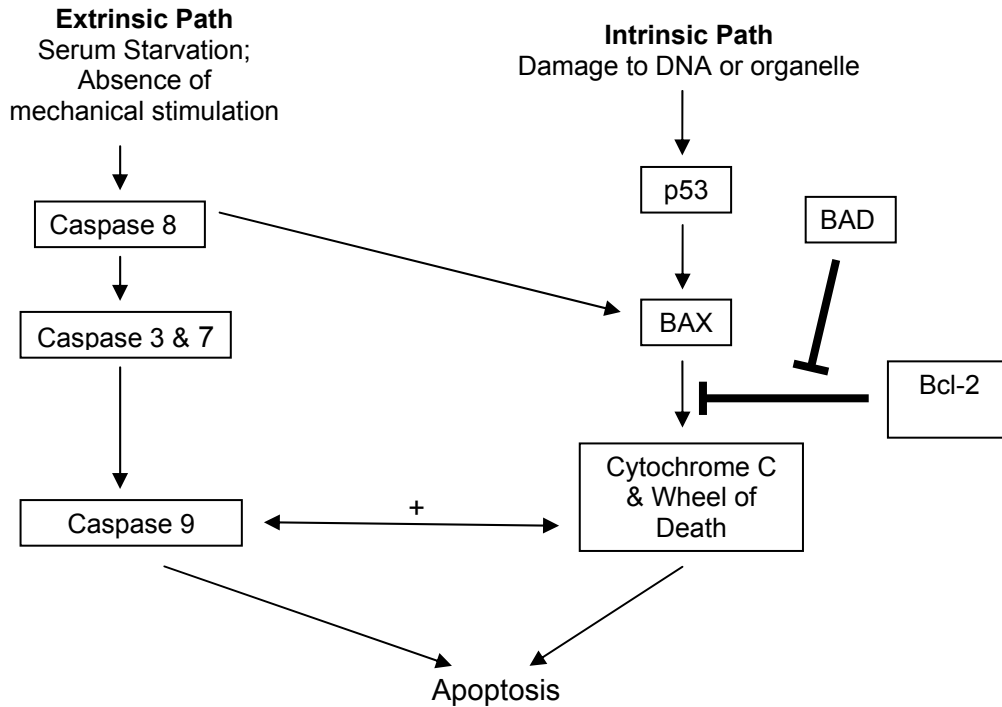 Extrinsic Path
Serum Starvation;
Absence of
mechanical stimulation
Intrinsic Path
Damage to DNA or organelle
p53
Caspase 8
BAD
BAX
Caspase 3 & 7
Bcl-2
Cytochrome C
& Wheel of
Death
Caspase 9
+
Apoptosis